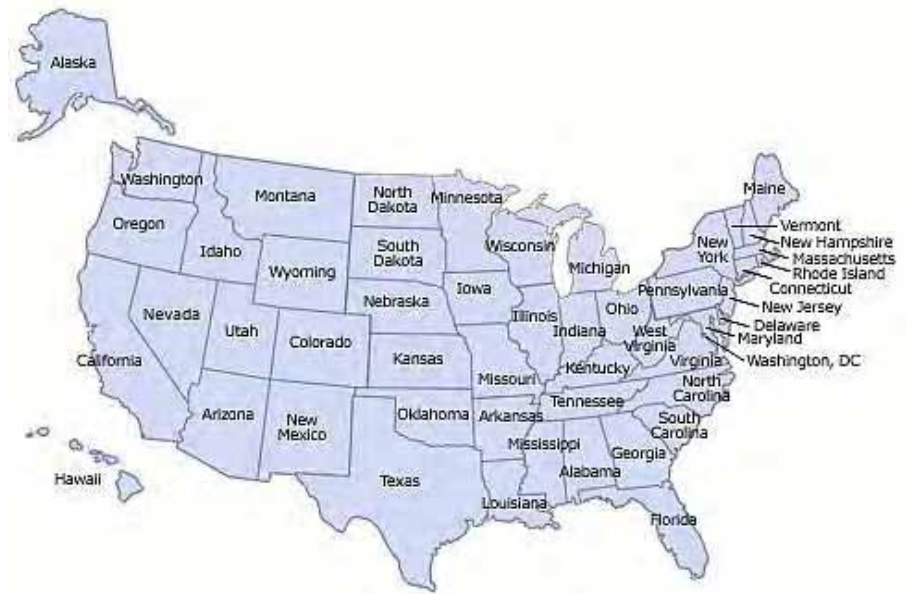 Alaska
Washington
Montana
North
Dakota
Minnesota
Maine
Oregon
Idaho
Wyoming
South
Dakota
Wisconsin
Michigan
New
York
Vermont
New Hampshire
Massachusetts
Rhode Island
Connecticut
Nevada
Utah
Colorado
Nebraska
Iowa
Illinois
Indiana
Ohio
Pennsylvania
New Jersey
Delaware
Maryland
Washington, DC
California
Kansas
Missouri
Kentucky
West
Virginia
Virginia
Arizona
New
Mexico
Oklahoma
Arkansas
Tennessee
North
Carolina
South
Carolina
Hawaii
Texas
Louisiana
Mississippi
Alabama
Georgia
Florida